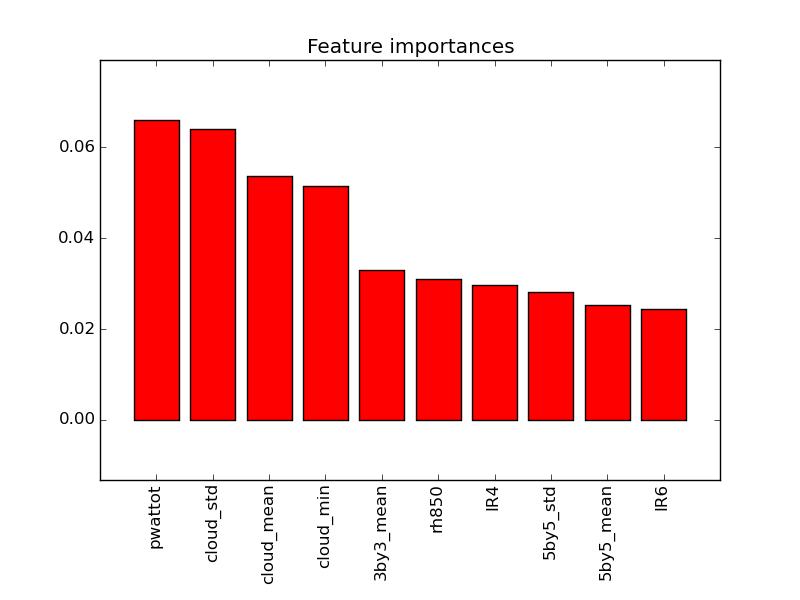 Feature importances
0.06
0.04
0.02
0.00
pwattot
cloud_std
cloud_mean
cloud_min
3by3_mean
rh850
IR4
5by5_std
5by5_mean
IR6